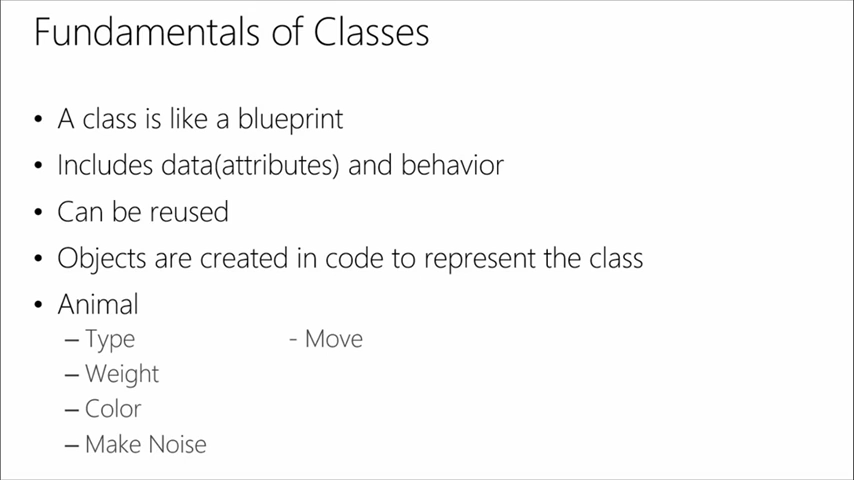 Fundamentals of Classes
• A class is like a blueprint
• Includes data(attributes) and behavior
• Can be reused
• Objects are created in code to represent the class
• Animal
– Type - Move
– Weight
– Color
– Make Noise